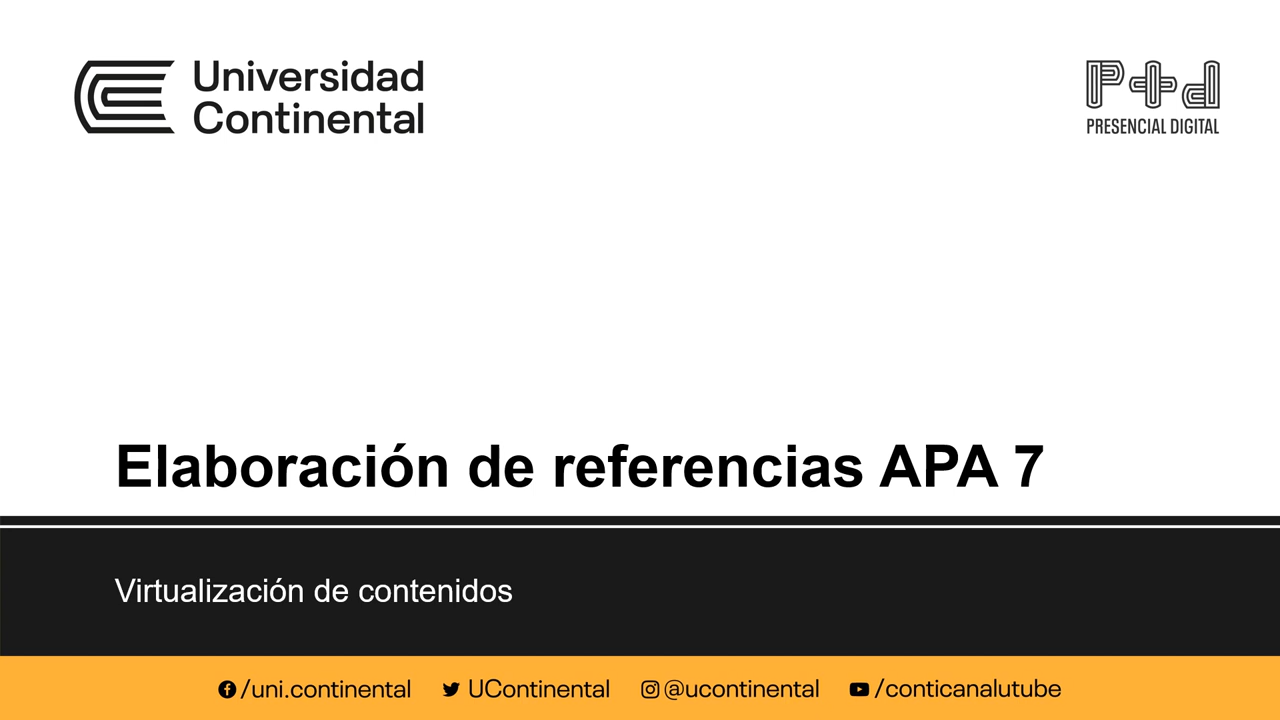 Universidad
Continental
P+d
PRESENCIAL DIGITAL
Elaboración de referencias APA 7
Virtualización de contenidos
/uni.continental UContinental @ucontinental /conticanalutube